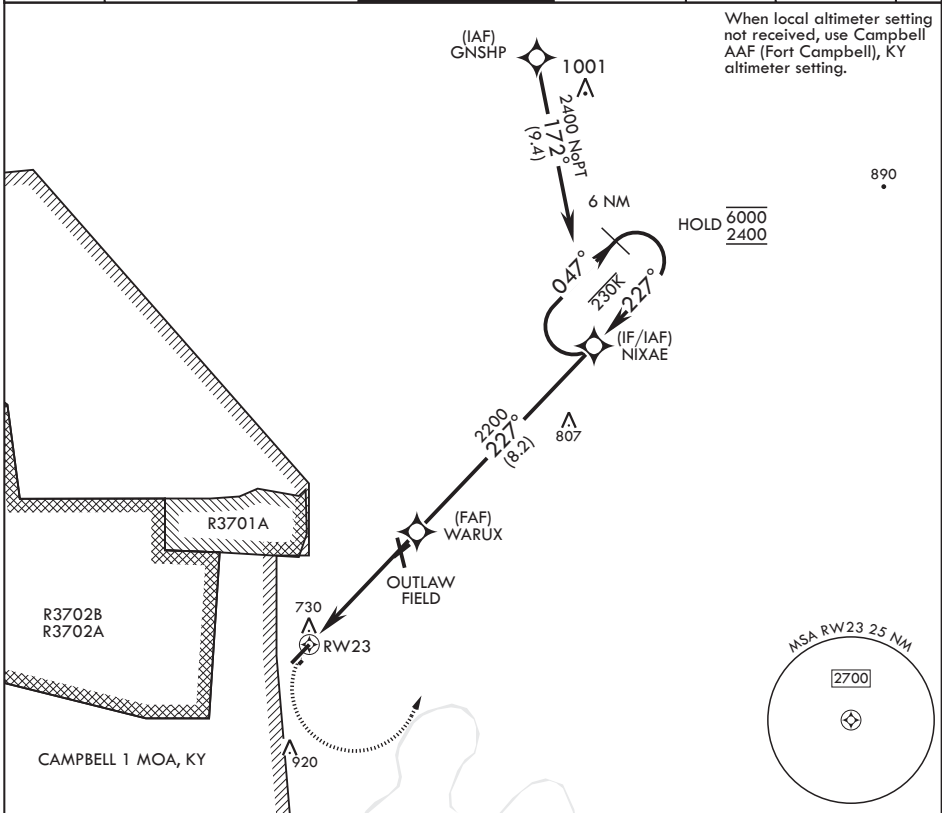 When local altimeter setting
not received, use Campbell
AAF (Fort Campbell), KY
altimeter setting.
(IAF)
GNSHP
1001
2400 NoPT
172°
(9.4)
890
6 NM
HOLD 6000
2400
047°
230K
227°
(IF/IAF)
NIXAE
2200
227°
(8.2)
807
(FAF)
WARUX
R3701A
OUTLAW
FIELD
R3702B
R3702A
730
RW23
MSA RW23 25 NM
2700
920
CAMPBELL 1 MOA, KY